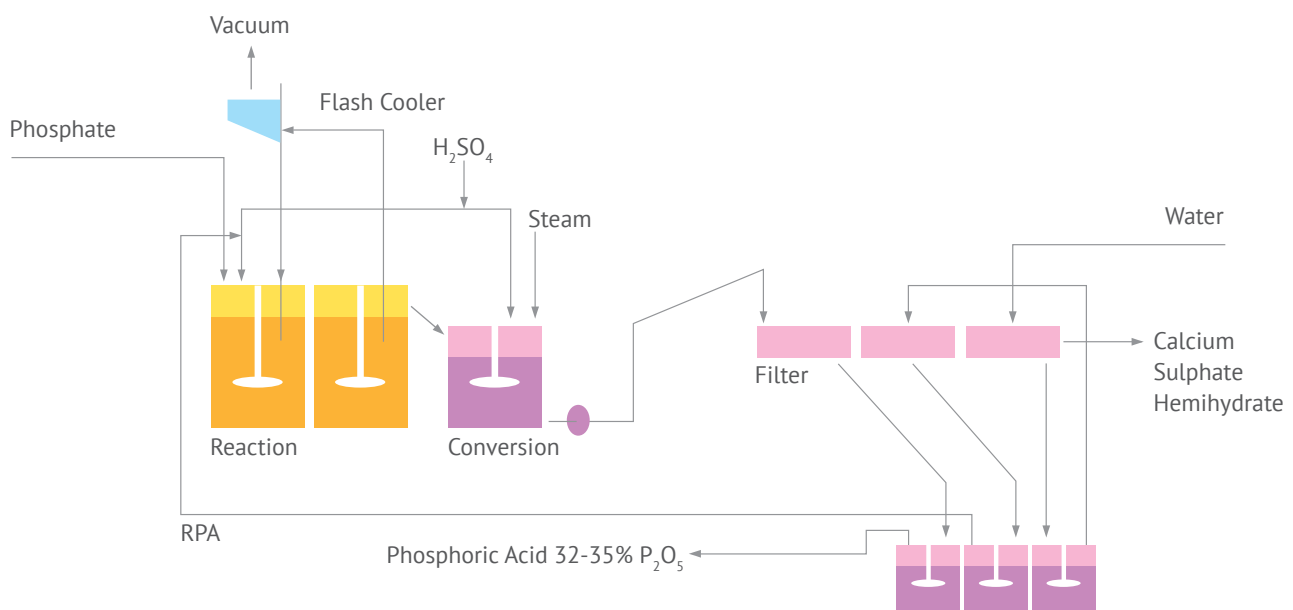 Vacuum
Flash Cooler
Phosphate
H₂SO₄
Steam
Water
Calcium
Sulphate
Hemihydrate
Filter
Reaction
Conversion
RPA
Phosphoric Acid 32-35% P₂O₅